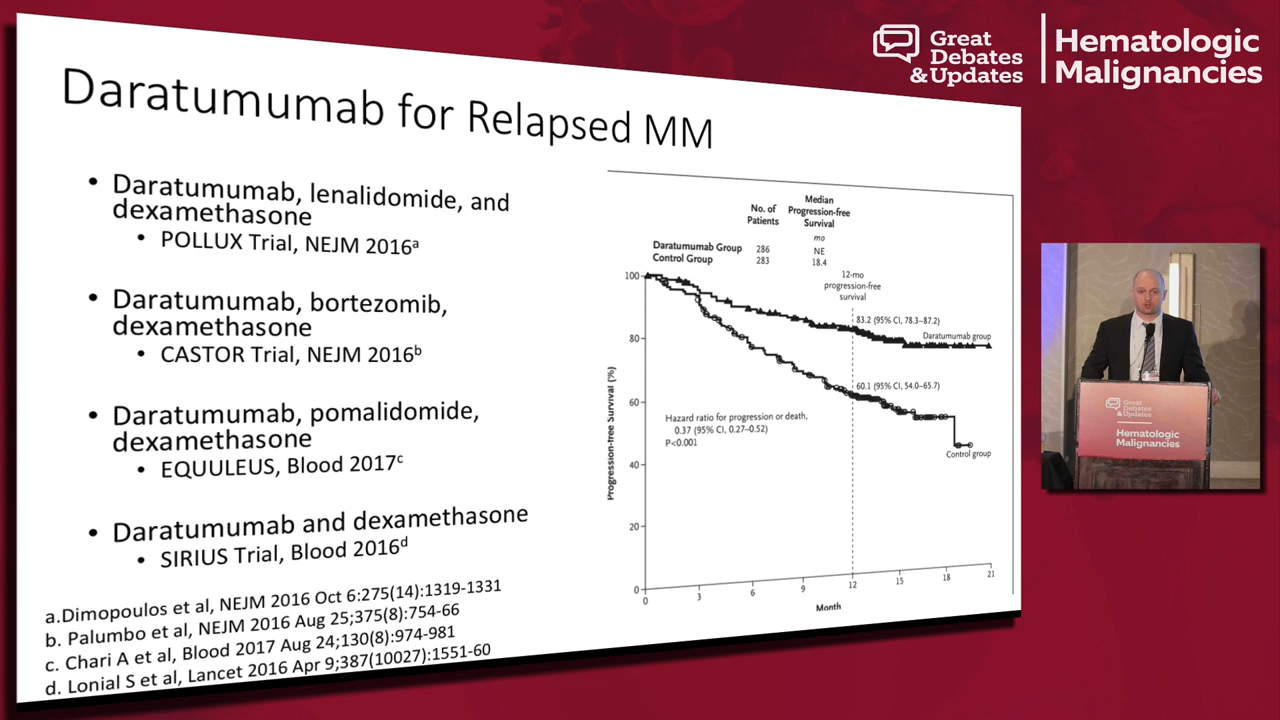 Great
Debates
&Updates
Hematologic
Malignancies
Daratumumab for Relapsed MM
• Daratumumab, lenalidomide, and
dexamethasone
• POLLUX Trial, NEJM 2016a
• Daratumumab, bortezomib,
dexamethasone
• CASTOR Trial, NEJM 2016b
• Daratumumab, pomalidomide,
dexamethasone
• EQUULEUS, Blood 2017c
• Daratumumab and dexamethasone
• SIRIUS Trial, Blood 2016d
a.Dimopoulos et al, NEJM 2016 Oct 6:275(14):1319-1331
b. Palumbo et al, NEJM 2016 Aug 25;375(8):754-66
c. Chari A et al, Blood 2017 Aug 24;130(8):974-981
d. Lonial S et al, Lancet 2016 Apr 9;387(10027):1551-60
No. of
Patients
Median
Progression-free
Survival
mo
Daratumumab Group 286 NE
Control Group 283 18.4
12-mo
progression-free
survival
83.2 (95% CI, 78.3–87.2)
Daratumumab group
60.1 (95% CI, 54.0–65.7)
Hazard ratio for progression or death,
0.37 (95% CI, 0.27–0.52)
P<0.001
Control group
Progression-free Survival (%)
100
80
60
40
20
0
0 3 6 9 12 15 18 21
Month
Great
Debates
&Updates
Hematologic
Malignancies